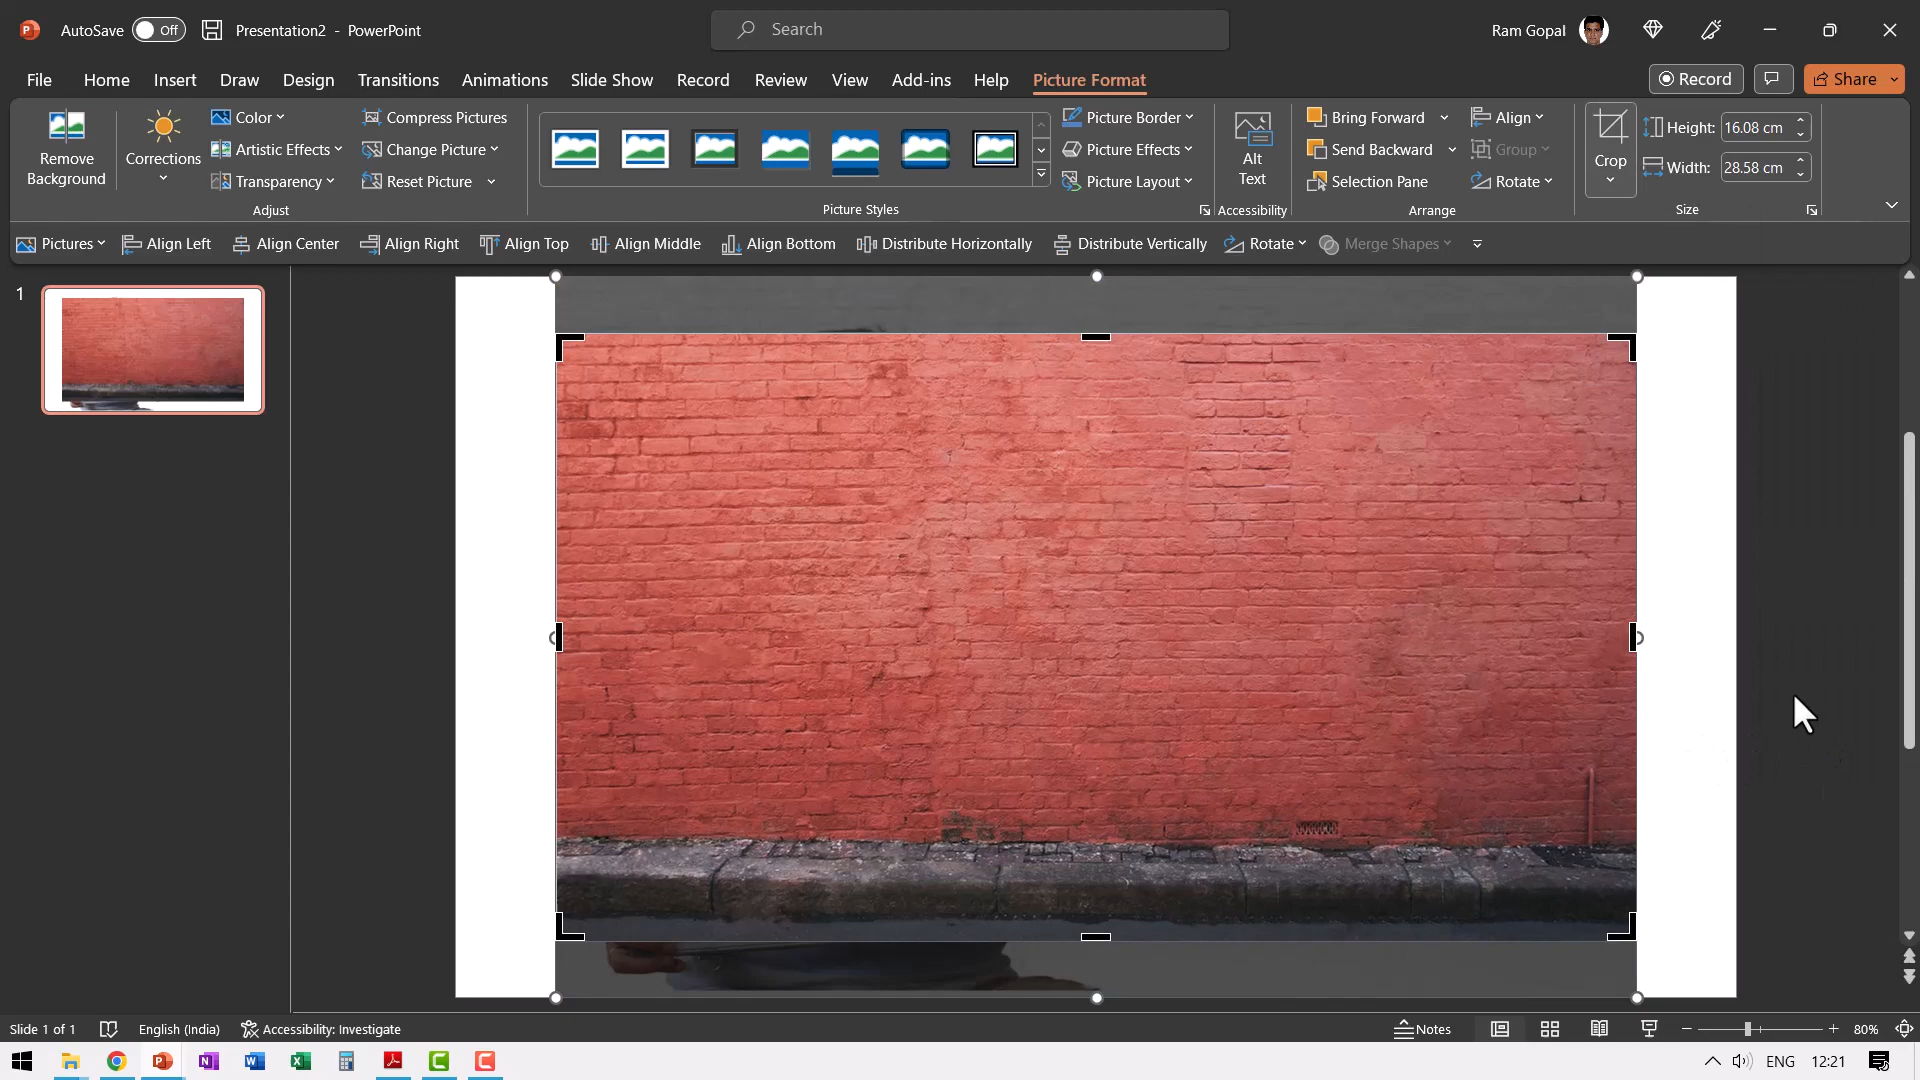 AutoSave Off Presentation2 - PowerPoint Search Ram Gopal
File Home Insert Draw Design Transitions Animations Slide Show Record Review View Add-ins Help Picture Format Record Share
Remove Background
Corrections
Color
Artistic Effects
Transparency
Compress Pictures
Change Picture
Reset Picture
Adjust
Picture Styles
Picture Border
Picture Effects
Picture Layout
Alt Text
Accessibility
Bring Forward
Send Backward
Selection Pane
Align
Group
Rotate
Arrange
Crop
Height: 16.08 cm
Width: 28.58 cm
Size
Pictures Align Left Align Center Align Right Align Top Align Middle Align Bottom Distribute Horizontally Distribute Vertically Rotate Merge Shapes
1
Slide 1 of 1 English (India) Accessibility: Investigate Notes 80%
ENG 12:21